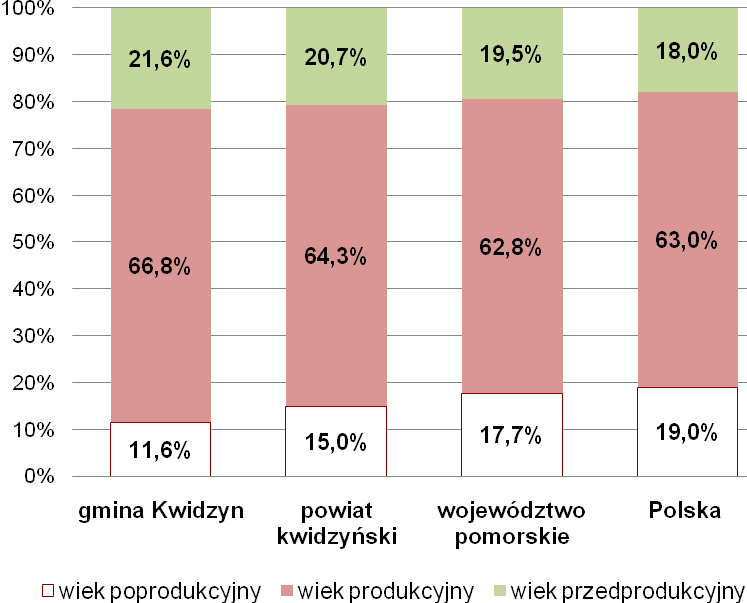 100%
90%
80%
70%
60%
50%
40%
30%
20%
10%
0%
21,6% 20,7% 19,5% 18,0%
66,8% 64,3% 62,8% 63,0%
11,6% 15,0% 17,7% 19,0%
gmina Kwidzyn powiat województwo Polska
kwidzyński pomorskie
wiek poprodukcyjny wiek produkcyjny wiek przedprodukcyjny